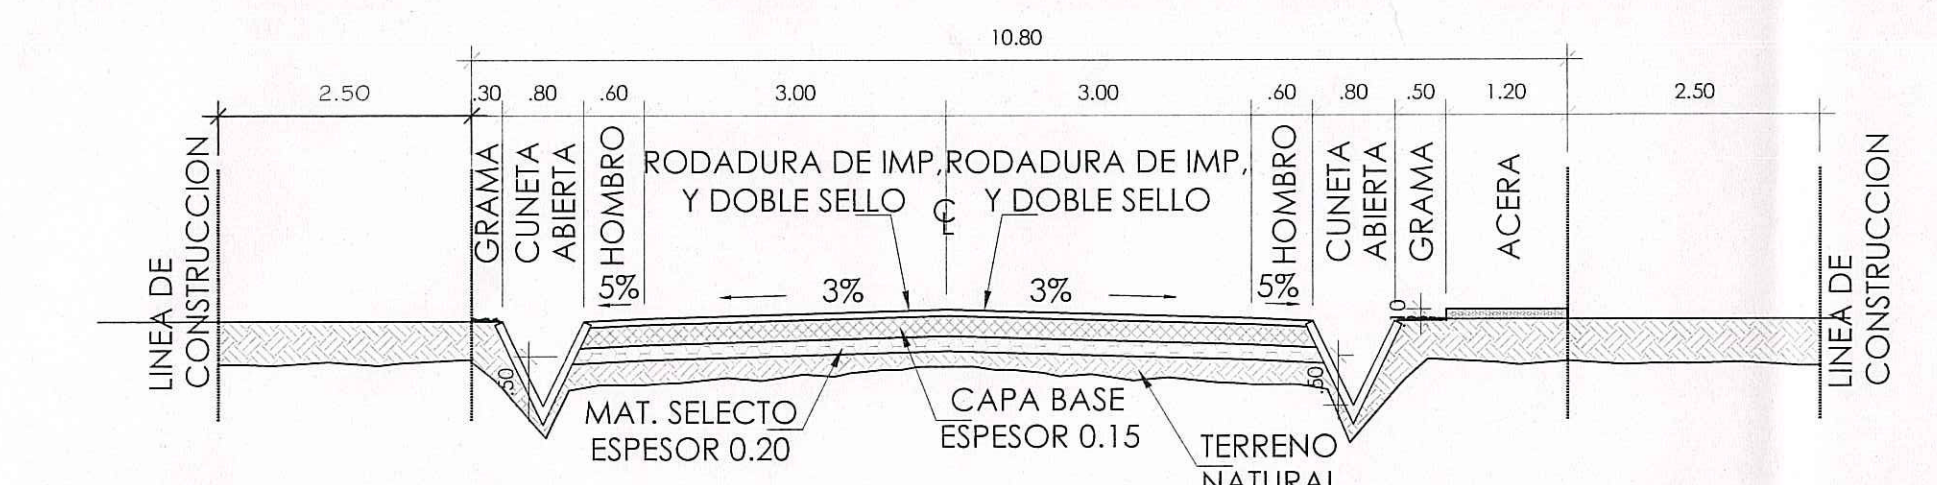 10.80
2.50 .30 .80 .60 3.00 3.00 .60 .80 .50 1.20 2.50
LINEA DE
CONSTRUCCION
GRAMA
CUNETA
ABIERTA
HOMBRO
RODADURA DE IMP,
Y DOBLE SELLO
℄
RODADURA DE IMP,
Y DOBLE SELLO
HOMBRO
CUNETA
ABIERTA
GRAMA
ACERA
LINEA DE
CONSTRUCCION
5% 3% 3% 5%
.50
.50
MAT. SELECTO
ESPESOR 0.20
CAPA BASE
ESPESOR 0.15
TERRENO
NATURAL